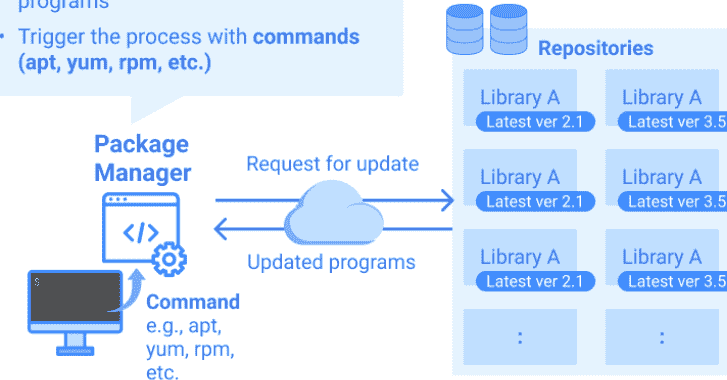 programs
• Trigger the process with commands
(apt, yum, rpm, etc.)
Repositories
Library A
Latest ver 2.1
Library A
Latest ver 3.5
Library A
Latest ver 2.1
Library A
Latest ver 3.5
Library A
Latest ver 2.1
Library A
Latest ver 3.5
:
:
Package
Manager
</>
Request for update
Updated programs
$
Command
e.g., apt,
yum, rpm,
etc.